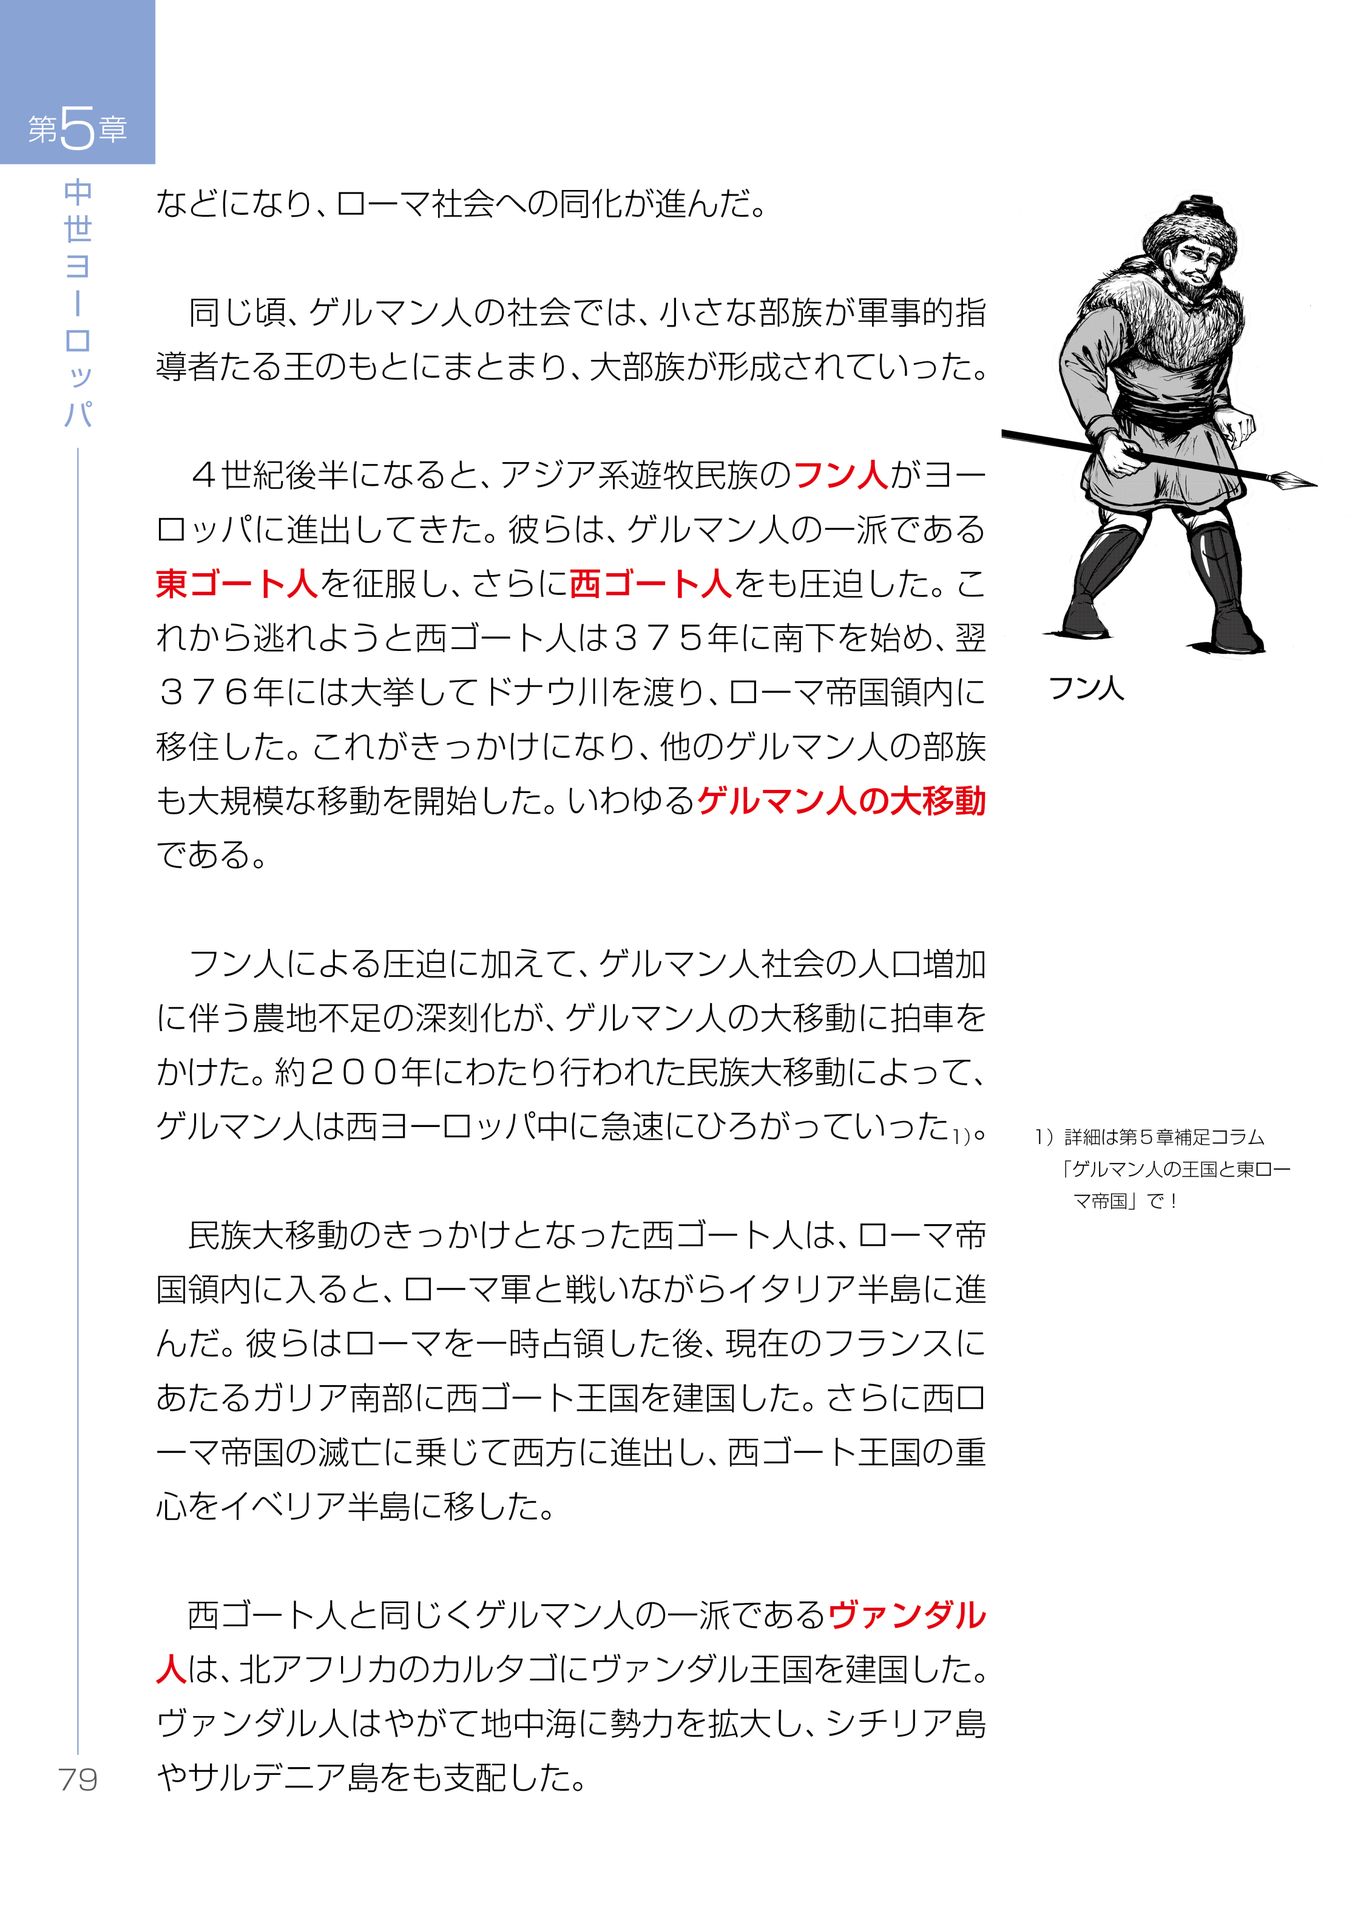 第5章
中世ヨーロッパ
などになり、ローマ社会への同化が進んだ。
同じ頃、ゲルマン人の社会では、小さな部族が軍事的指
導者たる王のもとにまとまり、大部族が形成されていった。
４世紀後半になると、アジア系遊牧民族のフン人がヨー
ロッパに進出してきた。彼らは、ゲルマン人の一派である
東ゴート人を征服し、さらに西ゴート人をも圧迫した。こ
れから逃れようと西ゴート人は３７５年に南下を始め、翌
３７６年には大挙してドナウ川を渡り、ローマ帝国領内に
移住した。これがきっかけになり、他のゲルマン人の部族
も大規模な移動を開始した。いわゆるゲルマン人の大移動
である。
フン人による圧迫に加えて、ゲルマン人社会の人口増加
に伴う農地不足の深刻化が、ゲルマン人の大移動に拍車を
かけた。約２００年にわたり行われた民族大移動によって、
ゲルマン人は西ヨーロッパ中に急速にひろがっていった1)。
民族大移動のきっかけとなった西ゴート人は、ローマ帝
国領内に入ると、ローマ軍と戦いながらイタリア半島に進
んだ。彼らはローマを一時占領した後、現在のフランスに
あたるガリア南部に西ゴート王国を建国した。さらに西ロ
ーマ帝国の滅亡に乗じて西方に進出し、西ゴート王国の重
心をイベリア半島に移した。
西ゴート人と同じくゲルマン人の一派であるヴァンダル
人は、北アフリカのカルタゴにヴァンダル王国を建国した。
ヴァンダル人はやがて地中海に勢力を拡大し、シチリア島
やサルデニア島をも支配した。
フン人
1）詳細は第５章補足コラム
「ゲルマン人の王国と東ロー
マ帝国」で！
79